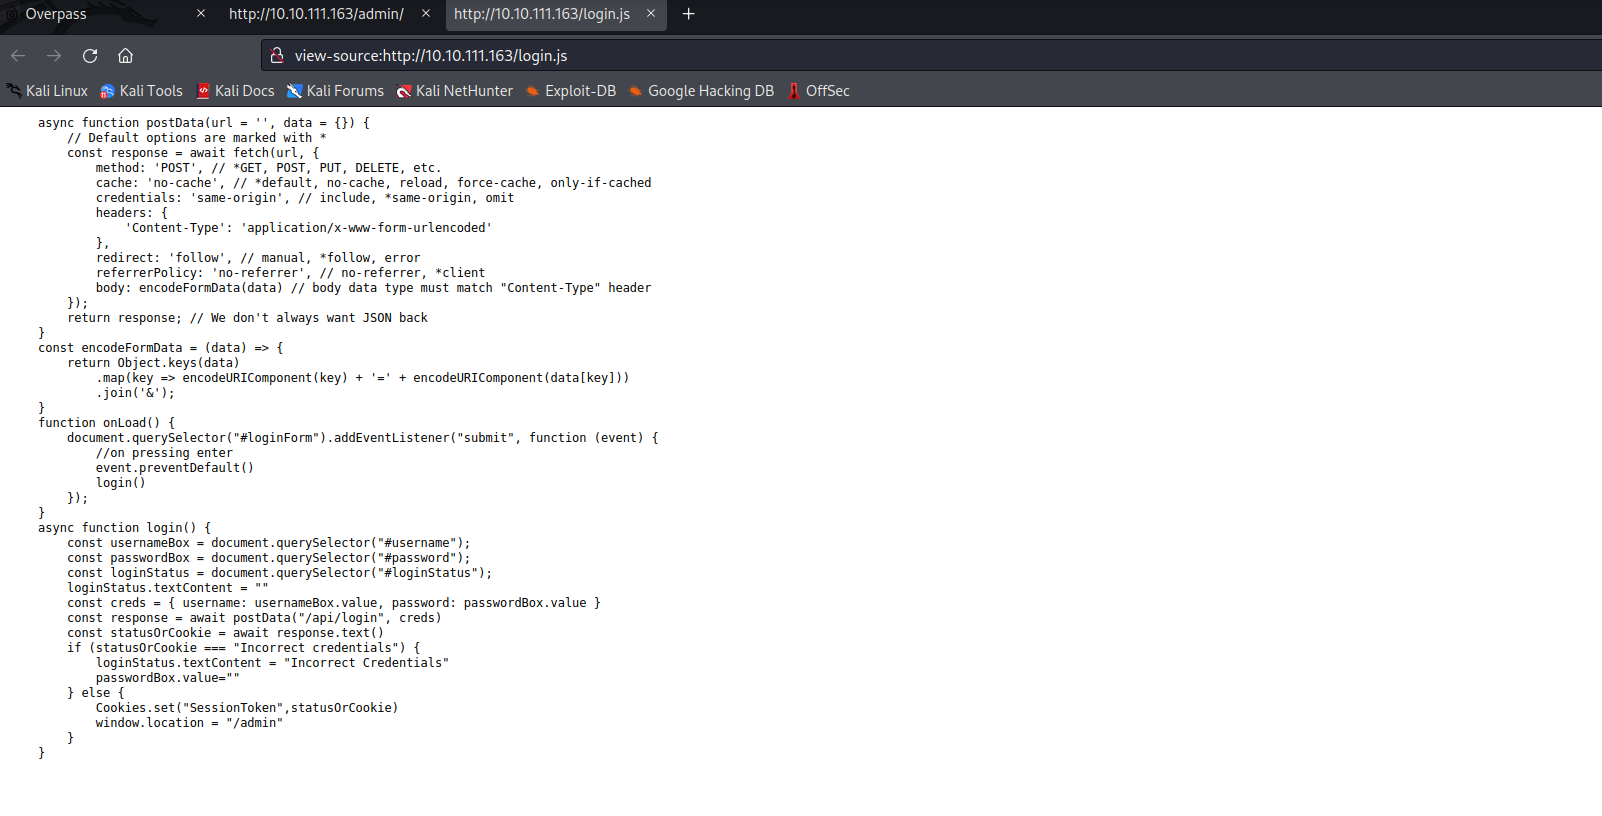 Overpass × http://10.10.111.163/admin/ × http://10.10.111.163/login.js × +
view-source:http://10.10.111.163/login.js
Kali Linux Kali Tools Kali Docs Kali Forums Kali NetHunter Exploit-DB Google Hacking DB OffSec
async function postData(url = '', data = {}) {
    // Default options are marked with *
    const response = await fetch(url, {
        method: 'POST', // *GET, POST, PUT, DELETE, etc.
        cache: 'no-cache', // *default, no-cache, reload, force-cache, only-if-cached
        credentials: 'same-origin', // include, *same-origin, omit
        headers: {
            'Content-Type': 'application/x-www-form-urlencoded'
        },
        redirect: 'follow', // manual, *follow, error
        referrerPolicy: 'no-referrer', // no-referrer, *client
        body: encodeFormData(data) // body data type must match "Content-Type" header
    });
    return response; // We don't always want JSON back
}
const encodeFormData = (data) => {
    return Object.keys(data)
        .map(key => encodeURIComponent(key) + '=' + encodeURIComponent(data[key]))
        .join('&');
}
function onLoad() {
    document.querySelector("#loginForm").addEventListener("submit", function (event) {
        //on pressing enter
        event.preventDefault()
        login()
    });
}
async function login() {
    const usernameBox = document.querySelector("#username");
    const passwordBox = document.querySelector("#password");
    const loginStatus = document.querySelector("#loginStatus");
    loginStatus.textContent = ""
    const creds = { username: usernameBox.value, password: passwordBox.value }
    const response = await postData("/api/login", creds)
    const statusOrCookie = await response.text()
    if (statusOrCookie === "Incorrect credentials") {
        loginStatus.textContent = "Incorrect Credentials"
        passwordBox.value=""
    } else {
        Cookies.set("SessionToken",statusOrCookie)
        window.location = "/admin"
    }
}